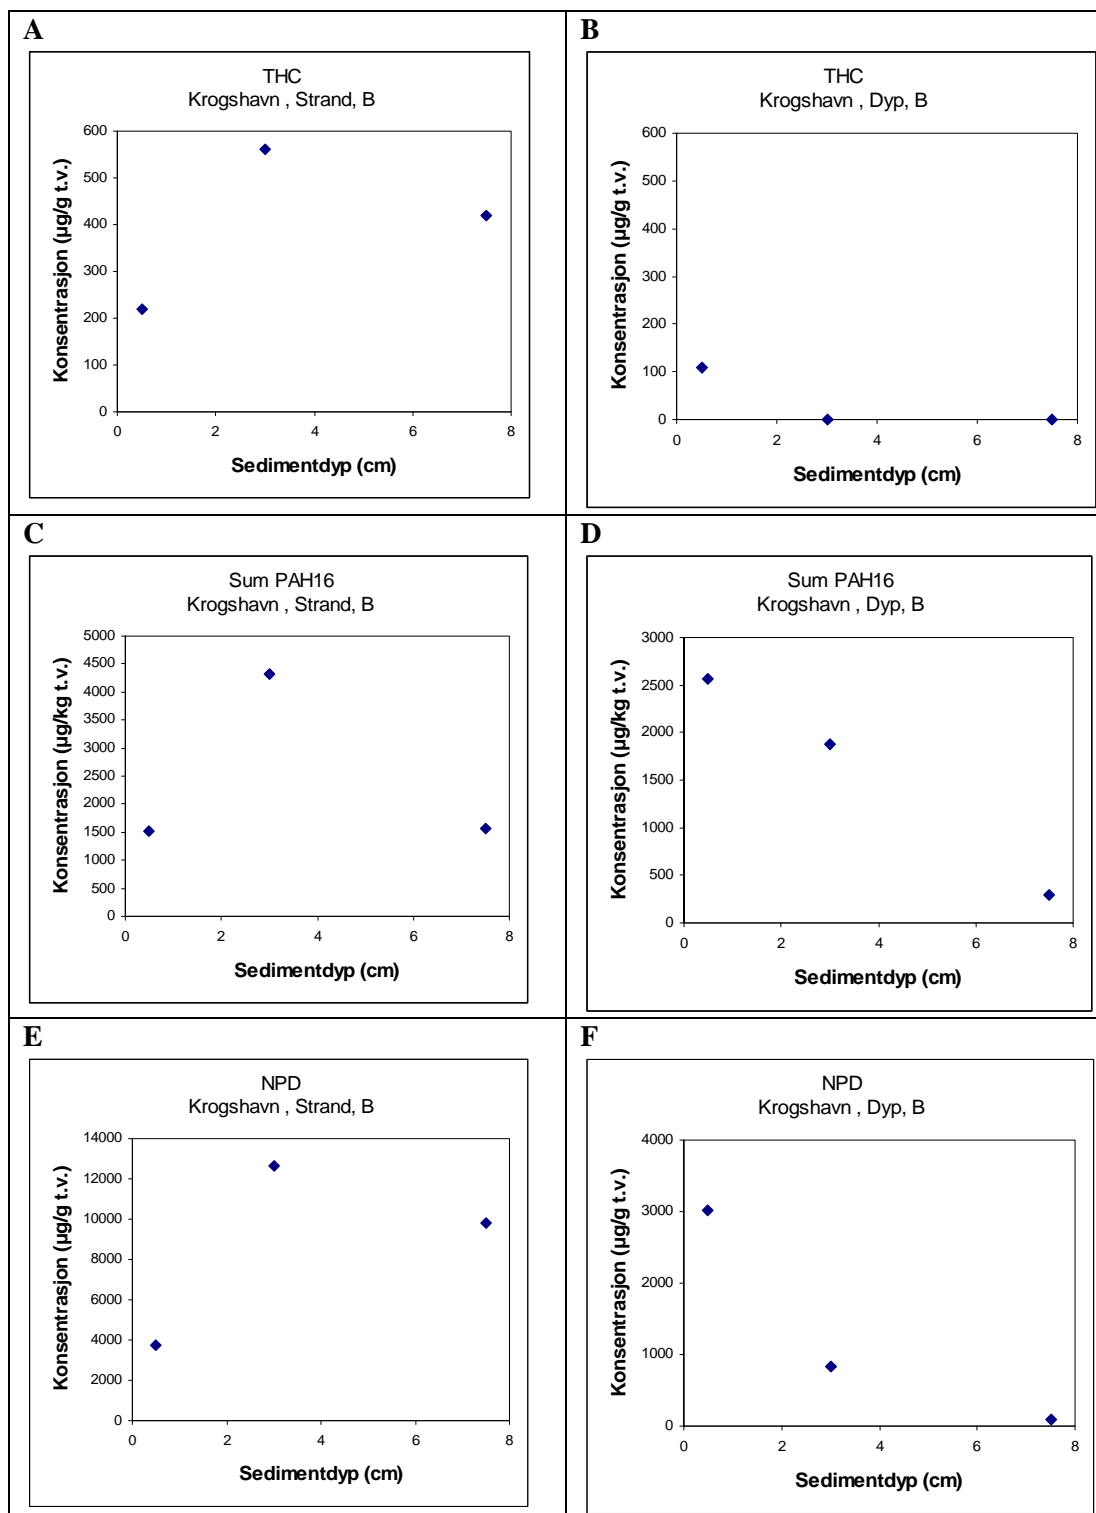 A
THC
Krogshavn , Strand, B
Konsentrasjon (µg/g t.v.)
600
500
400
300
200
100
0
0 2 4 6 8
Sedimentdyp (cm)
B
THC
Krogshavn , Dyp, B
Konsentrasjon (µg/g t.v.)
600
500
400
300
200
100
0
0 2 4 6 8
Sedimentdyp (cm)
C
Sum PAH16
Krogshavn , Strand, B
Konsentrasjon (µg/kg t.v.)
5000
4500
4000
3500
3000
2500
2000
1500
1000
500
0
0 2 4 6 8
Sedimentdyp (cm)
D
Sum PAH16
Krogshavn , Dyp, B
Konsentrasjon (µg/kg t.v.)
3000
2500
2000
1500
1000
500
0
0 2 4 6 8
Sedimentdyp (cm)
E
NPD
Krogshavn , Strand, B
Konsentrasjon (µg/g t.v.)
14000
12000
10000
8000
6000
4000
2000
0
0 2 4 6 8
Sedimentdyp (cm)
F
NPD
Krogshavn , Dyp, B
Konsentrasjon (µg/g t.v.)
4000
3000
2000
1000
0
0 2 4 6 8
Sedimentdyp (cm)